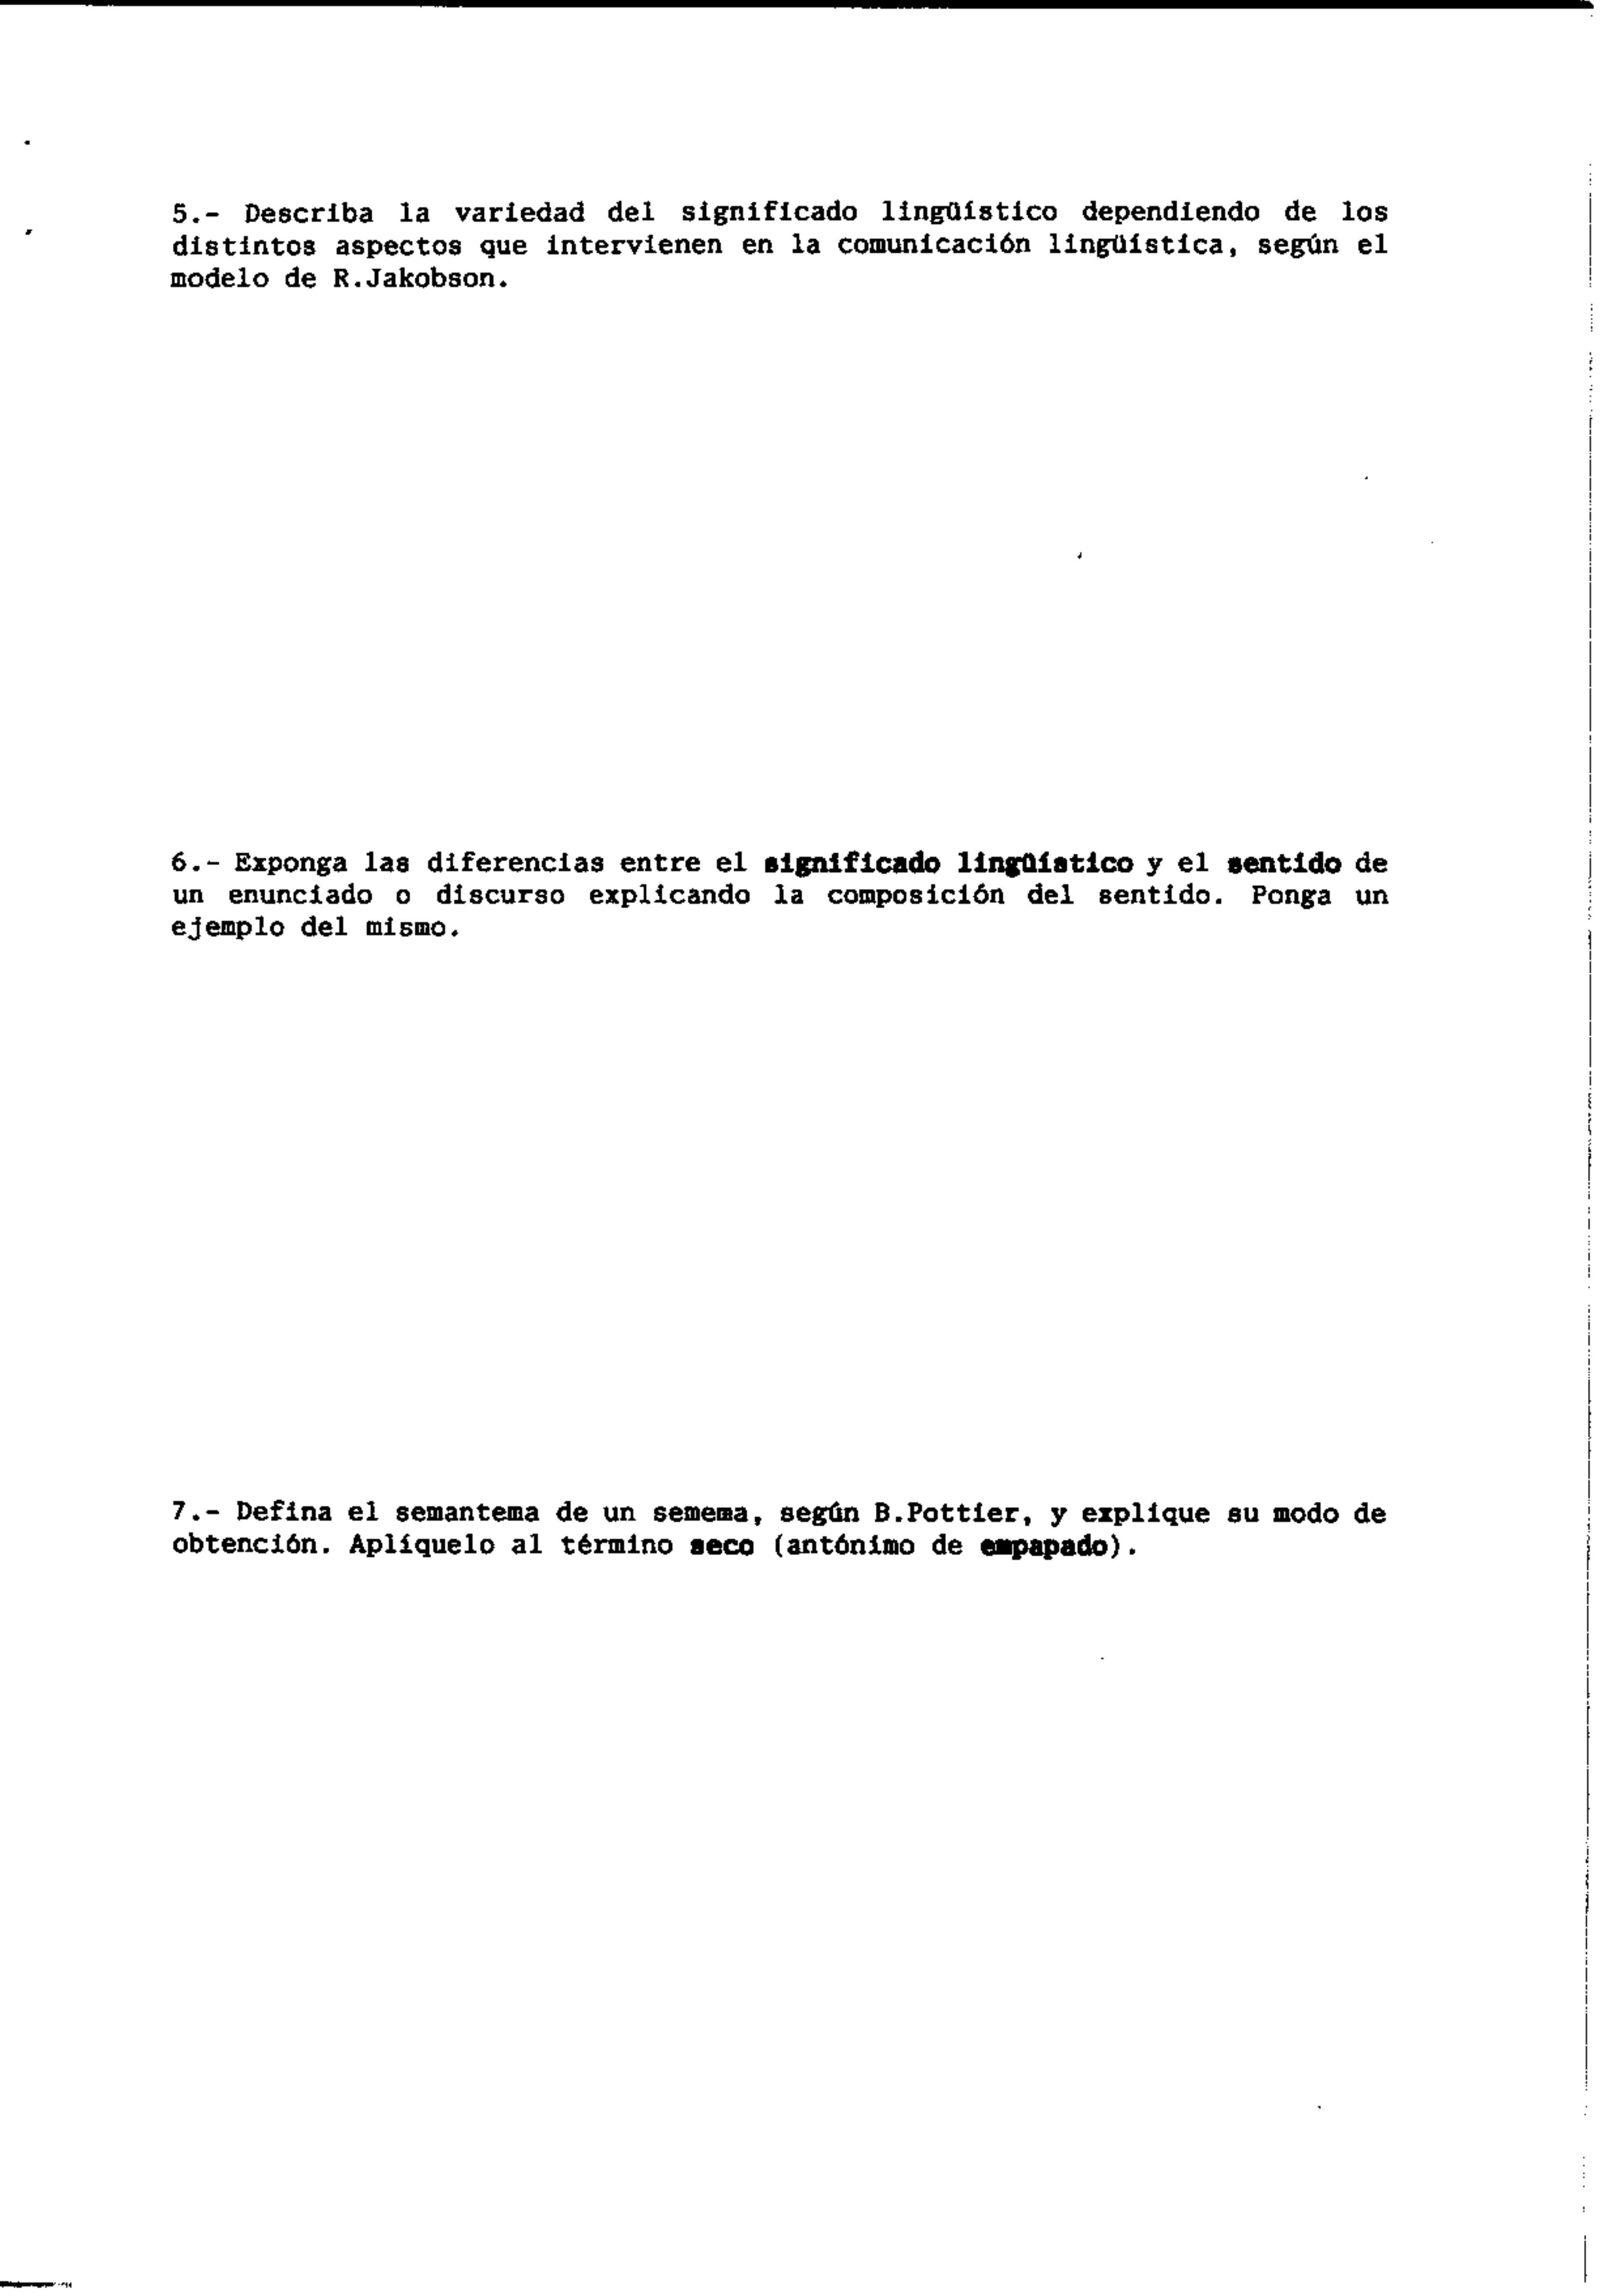 5.- Describa la variedad del significado lingüístico dependiendo de los
distintos aspectos que intervienen en la comunicación lingüística, según el
modelo de R.Jakobson.
6.- Exponga las diferencias entre el significado lingüístico y el sentido de
un enunciado o discurso explicando la composición del sentido. Ponga un
ejemplo del mismo.
7.- Defina el semantema de un semema, según B.Pottier, y explique su modo de
obtención. Aplíquelo al término seco (antónimo de empapado).